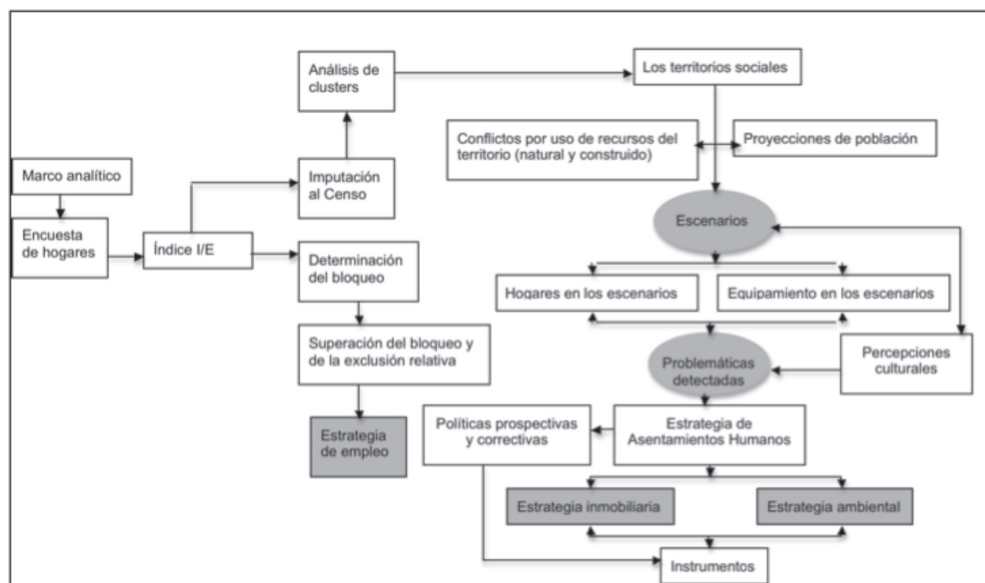 Análisis de
clusters
Los territorios sociales
Conflictos por uso de recursos del
territorio (natural y construido)
Proyecciones de población
Marco analítico
Imputación
al Censo
Encuesta
de hogares
Índice I/E
Escenarios
Determinación
del bloqueo
Hogares en los escenarios
Equipamiento en los escenarios
Superación del bloqueo y
de la exclusión relativa
Problemáticas
detectadas
Percepciones
culturales
Estrategia
de empleo
Políticas prospectivas
y correctivas
Estrategia de
Asentamientos Humanos
Estrategia inmobiliaria
Estrategia ambiental
Instrumentos